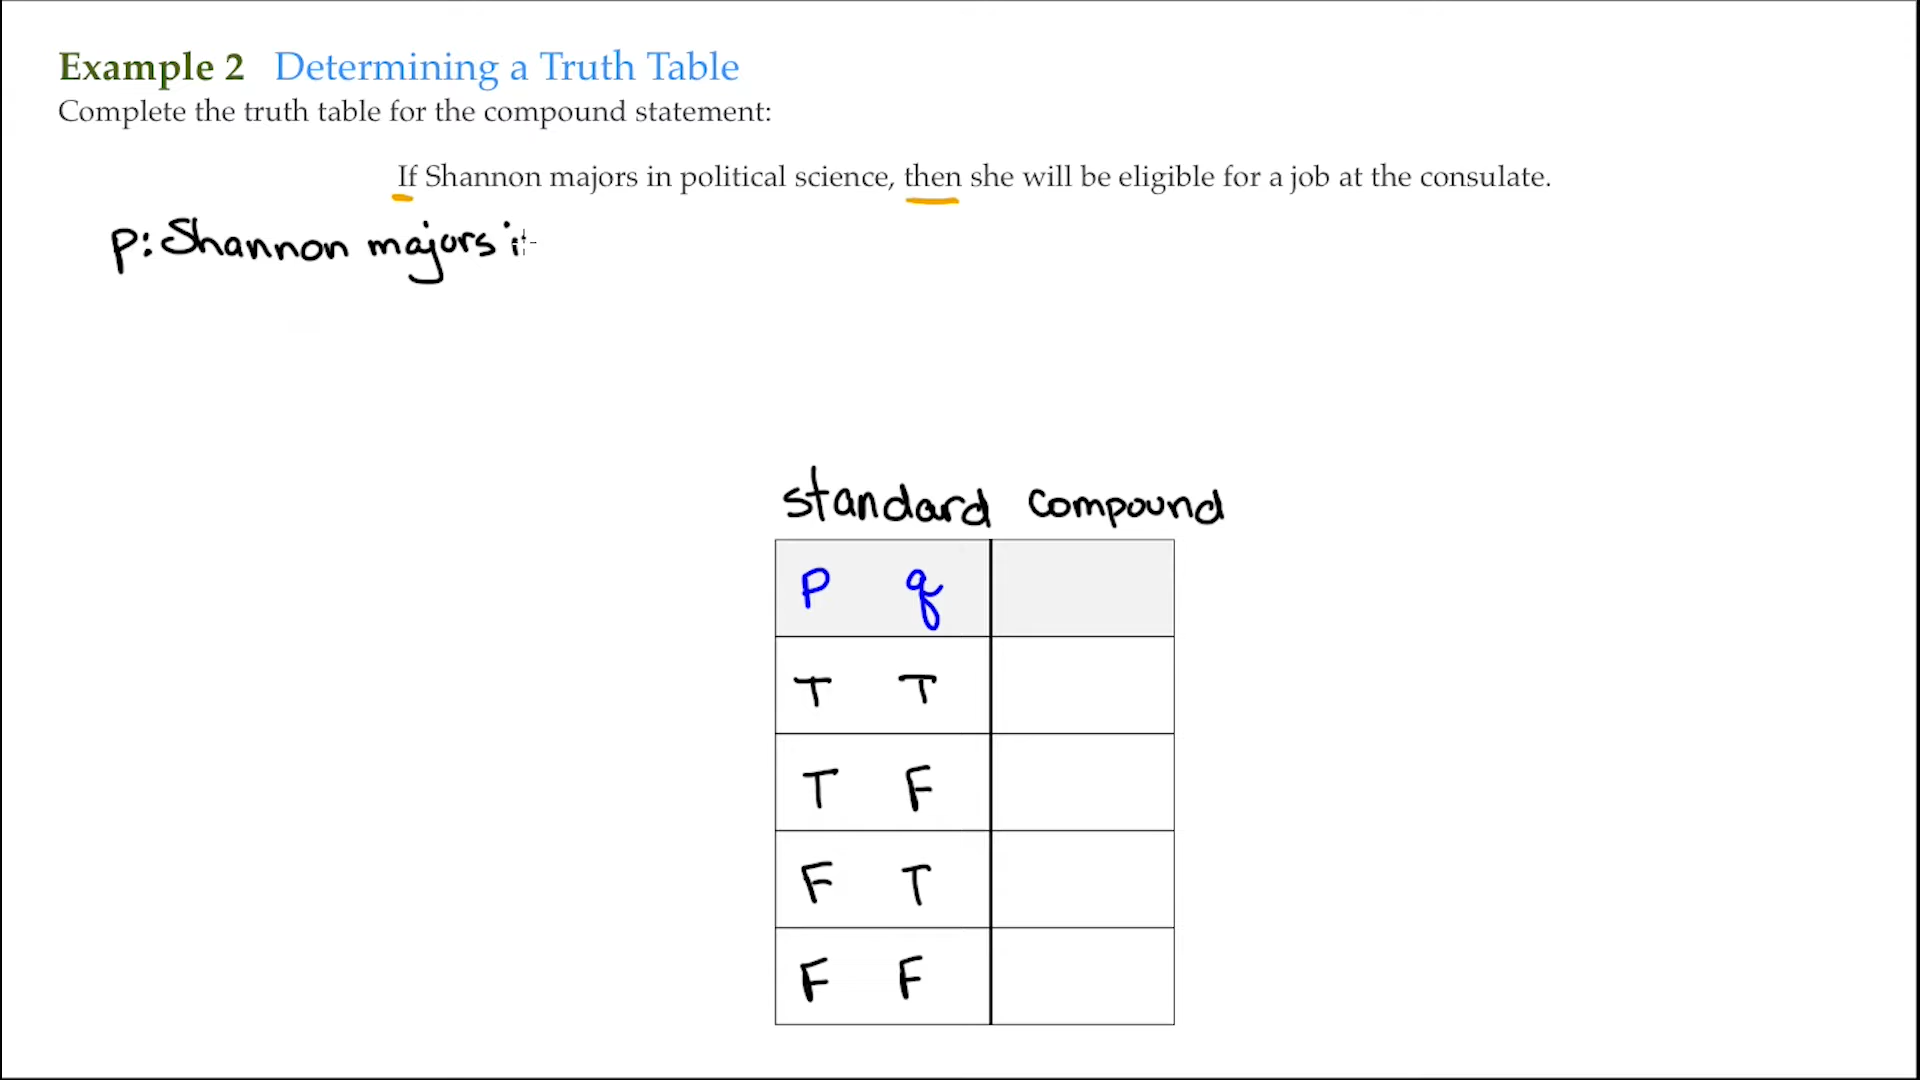 Example 2 Determining a Truth Table
Complete the truth table for the compound statement:
If Shannon majors in political science, then she will be eligible for a job at the consulate.
p: Shannon majors i
standard compound
p q
T T
T F
F T
F F